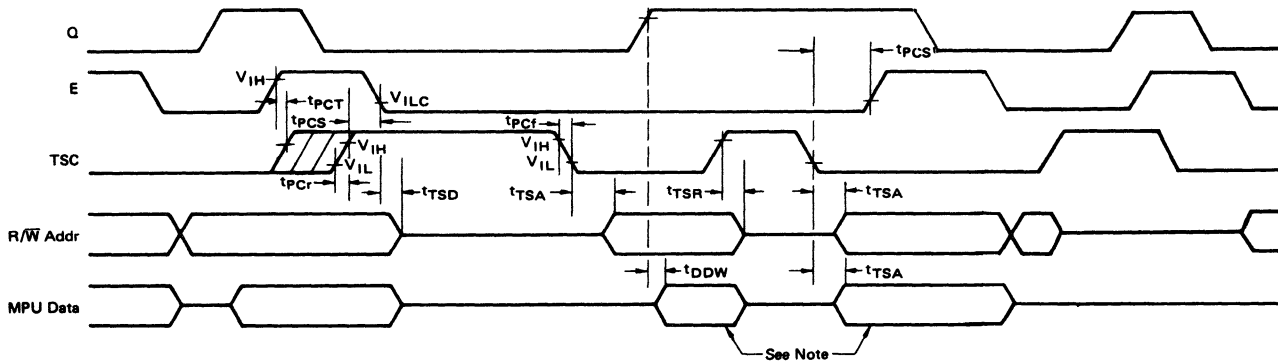 Q
tPCS
E
VIH
tPCT
VILC
tPCS
tPCf
TSC
VIH
VIL
VIH
VIL
tPCr
tTSD
tTSA
tTSR
tTSA
R/W̅ Addr
tDDW
tTSA
MPU Data
See Note